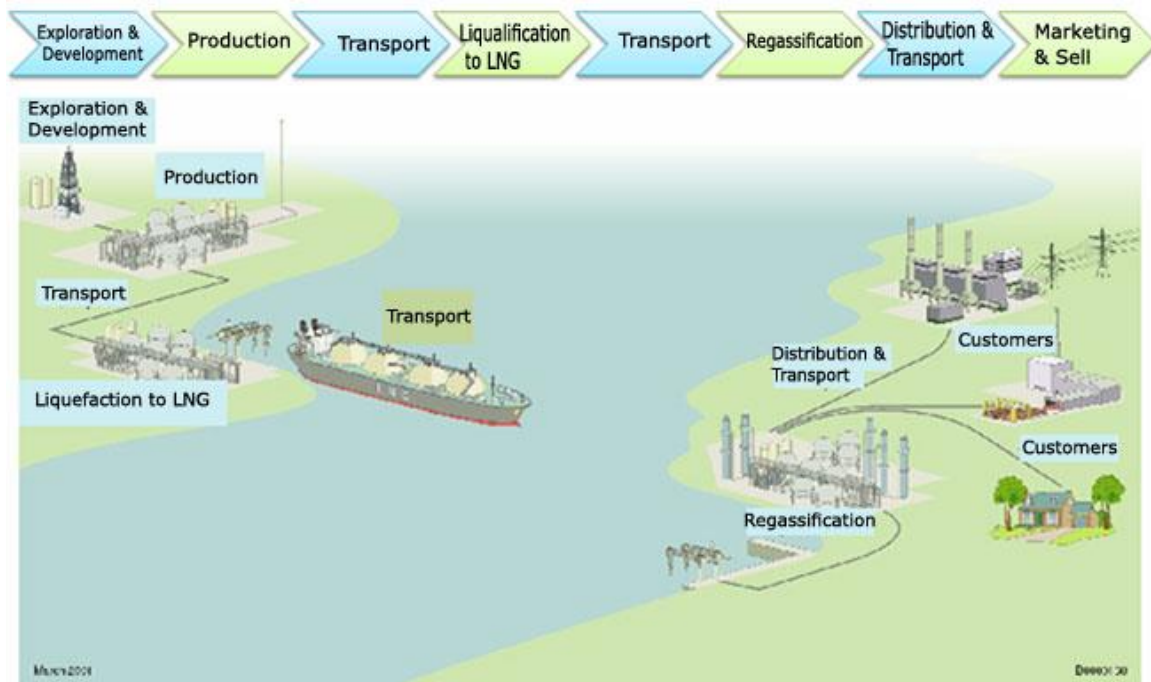 Exploration &
Development
Production
Transport
Liqualification
to LNG
Transport
Regassification
Distribution &
Transport
Marketing
& Sell
Exploration &
Development
Production
Transport
Transport
Liquefaction to LNG
Customers
Distribution &
Transport
Customers
Regassification